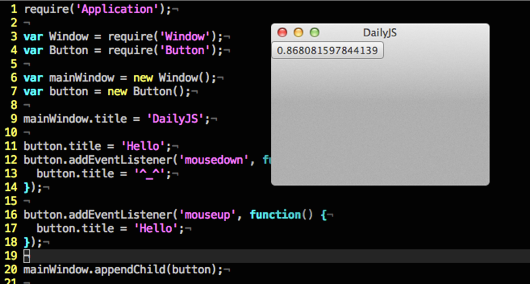 1 require('Application');¬
2 ¬
3 var Window = require('Window');¬
4 var Button = require('Button');¬
5 ¬
6 var mainWindow = new Window();¬
7 var button = new Button();¬
8 ¬
9 mainWindow.title = 'DailyJS';¬
10 ¬
11 button.title = 'Hello';¬
12 button.addEventListener('mousedown',
13 button.title = '^_^';¬
14 });¬
15 ¬
16 button.addEventListener('mouseup', function() {¬
17 button.title = 'Hello';¬
18 });¬
19 ¬
20 mainWindow.appendChild(button);¬
21
DailyJS
0.868081597844139